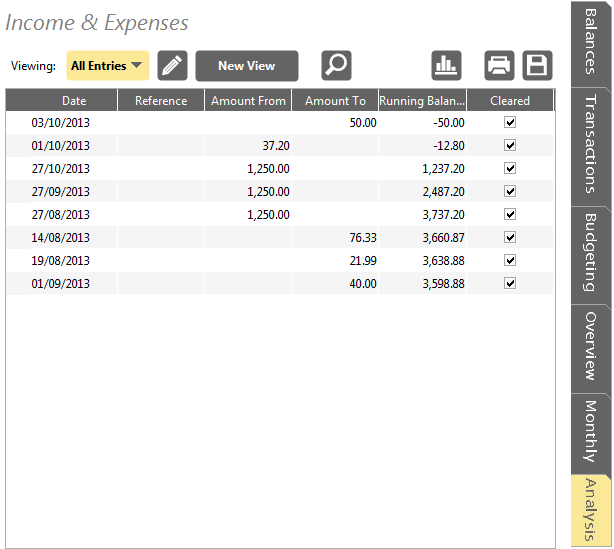 Income & Expenses
Viewing: All Entries New View
Date Reference Amount From Amount To Running Balan... Cleared
03/10/2013 50.00 -50.00
01/10/2013 37.20 -12.80
27/10/2013 1,250.00 1,237.20
27/09/2013 1,250.00 2,487.20
27/08/2013 1,250.00 3,737.20
14/08/2013 76.33 3,660.87
19/08/2013 21.99 3,638.88
01/09/2013 40.00 3,598.88
Balances
Transactions
Budgeting
Overview
Monthly
Analysis